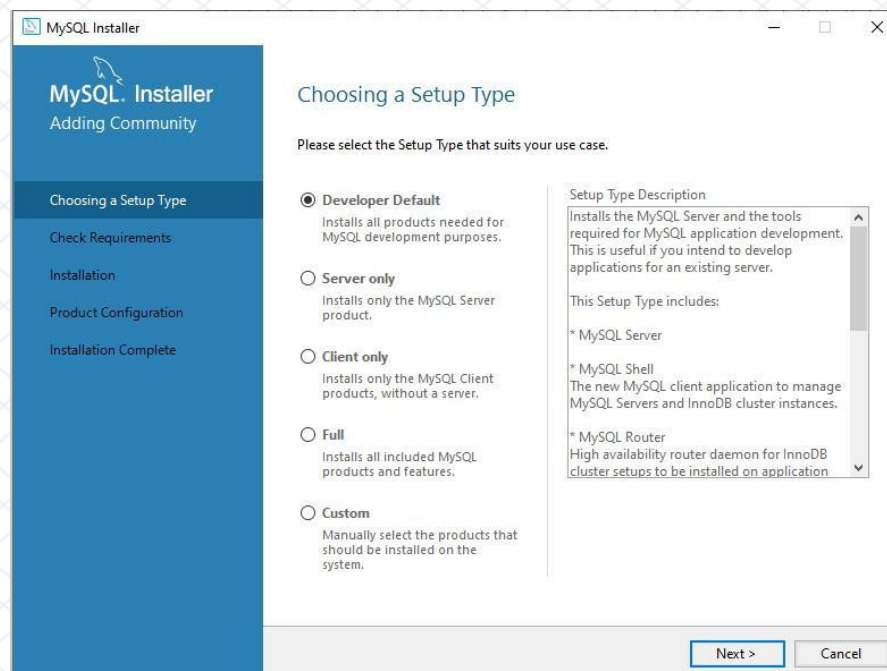 MySQL Installer
MySQL. Installer
Adding Community
Choosing a Setup Type
Check Requirements
Installation
Product Configuration
Installation Complete
Choosing a Setup Type
Please select the Setup Type that suits your use case.
Developer Default
Installs all products needed for
MySQL development purposes.
Server only
Installs only the MySQL Server
product.
Client only
Installs only the MySQL Client
products, without a server.
Full
Installs all included MySQL
products and features.
Custom
Manually select the products that
should be installed on the
system.
Setup Type Description
Installs the MySQL Server and the tools
required for MySQL application development.
This is useful if you intend to develop
applications for an existing server.
This Setup Type includes:
* MySQL Server
* MySQL Shell
The new MySQL client application to manage
MySQL Servers and InnoDB cluster instances.
* MySQL Router
High availability router daemon for InnoDB
cluster setups to be installed on application
Next >
Cancel